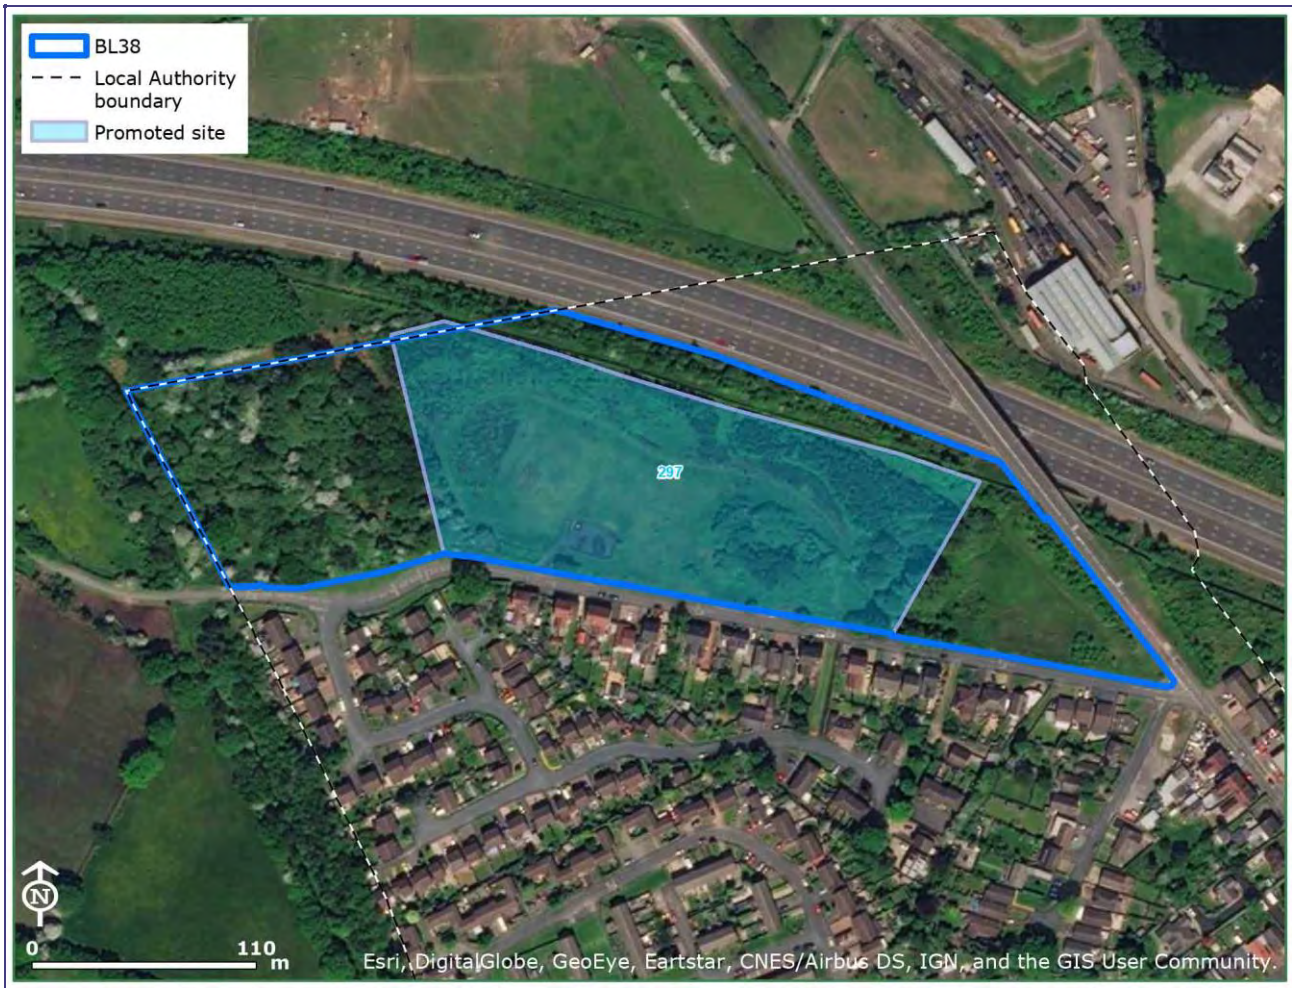 BL38
Local Authority
boundary
Promoted site
297
N
0 110
m
Esri, DigitalGlobe, GeoEye, Eartstar, CNES/Airbus DS, IGN, and the GIS User Community.